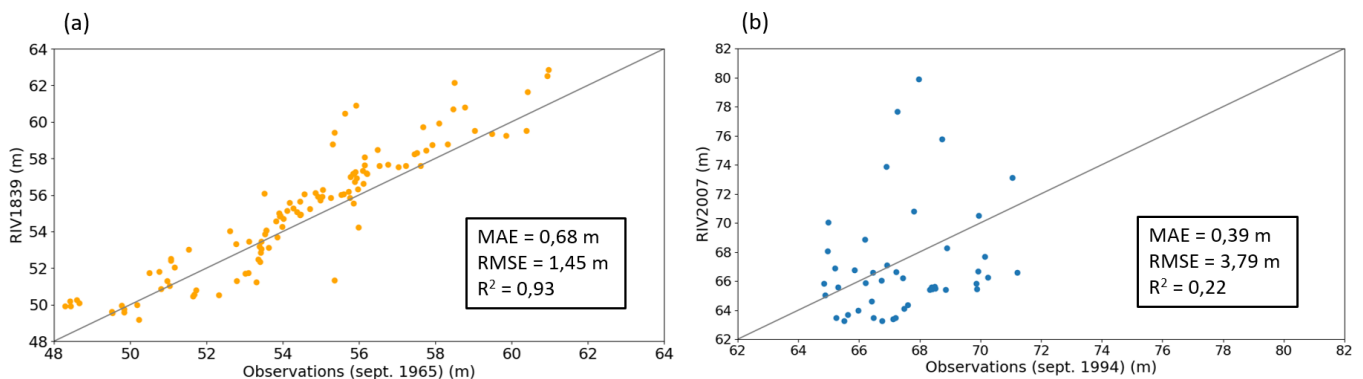 (a)
64
62
60
58
56
54
52
50
48
RIV1839 (m)
48 50 52 54 56 58 60 62 64
Observations (sept. 1965) (m)
MAE = 0,68 m
RMSE = 1,45 m
R² = 0,93
(b)
82
80
78
76
74
72
70
68
66
64
62
RIV2007 (m)
62 64 66 68 70 72 74 76 78 80 82
Observations (sept. 1994) (m)
MAE = 0,39 m
RMSE = 3,79 m
R² = 0,22